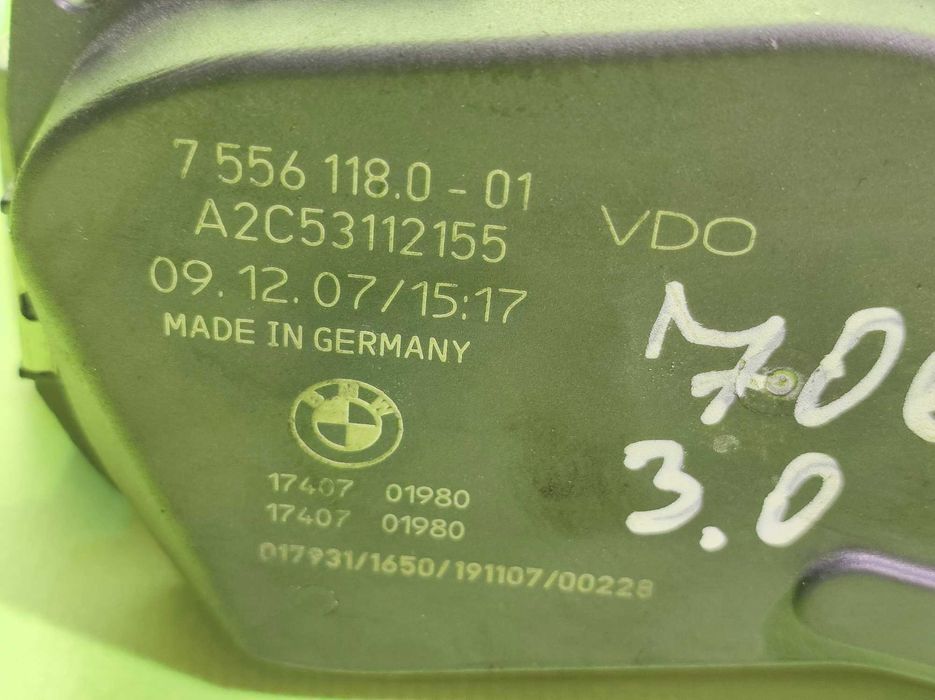 7 556 118.0 - 01
A2C53112155
VDO
09.12.07/15:17
MADE IN GERMANY
BMW
17407 01980
17407 01980
017931/1650/191107/00228
3.0